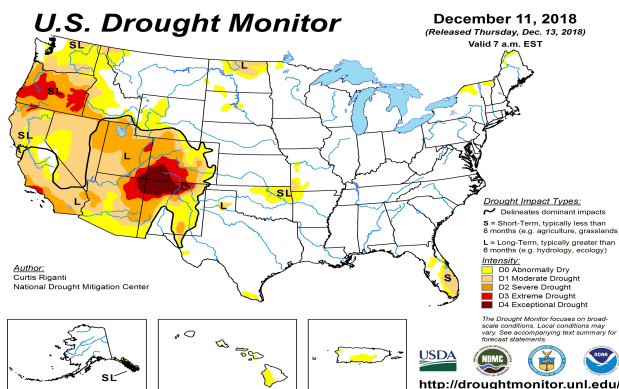 U.S. Drought Monitor
December 11, 2018
(Released Thursday, Dec. 13, 2018)
Valid 7 a.m. EST
SL
L
SL
SL
L
L
SL
L
S
Drought Impact Types:
Delineates dominant impacts
S = Short-Term, typically less than
6 months (e.g. agriculture, grasslands)
L = Long-Term, typically greater than
6 months (e.g. hydrology, ecology)
Intensity:
D0 Abnormally Dry
D1 Moderate Drought
D2 Severe Drought
D3 Extreme Drought
D4 Exceptional Drought
Author:
Curtis Riganti
National Drought Mitigation Center
The Drought Monitor focuses on broad-
scale conditions. Local conditions may
vary. See accompanying text summary for
forecast statements.
SL
USDA
NDMC
NOAA
http://droughtmonitor.unl.edu/